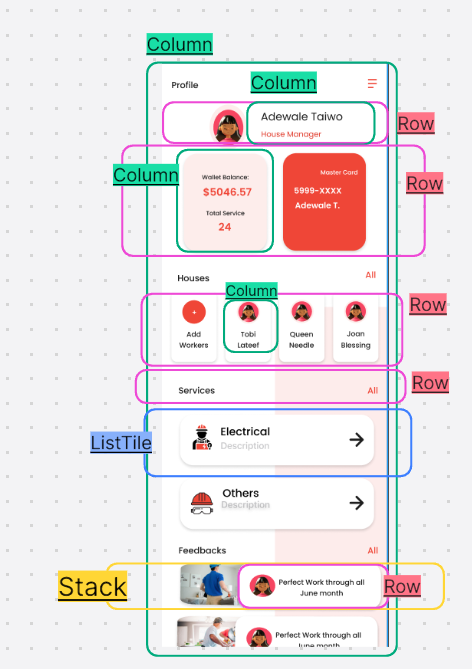 Column
Profile
Column
Adewale Taiwo
House Manager
Row
Column
Wallet Balance:
$5046.57
Total Service
24
Master Card
5999-XXXX
Adewale T.
Row
Houses
All
Column
Row
+
Add
Workers
Tobi
Lateef
Queen
Needle
Joan
Blessing
Row
Services
All
ListTile
Electrical
Description
Others
Description
Feedbacks
All
Stack
Perfect Work through all
June month
Row
Perfect Work through all
June month